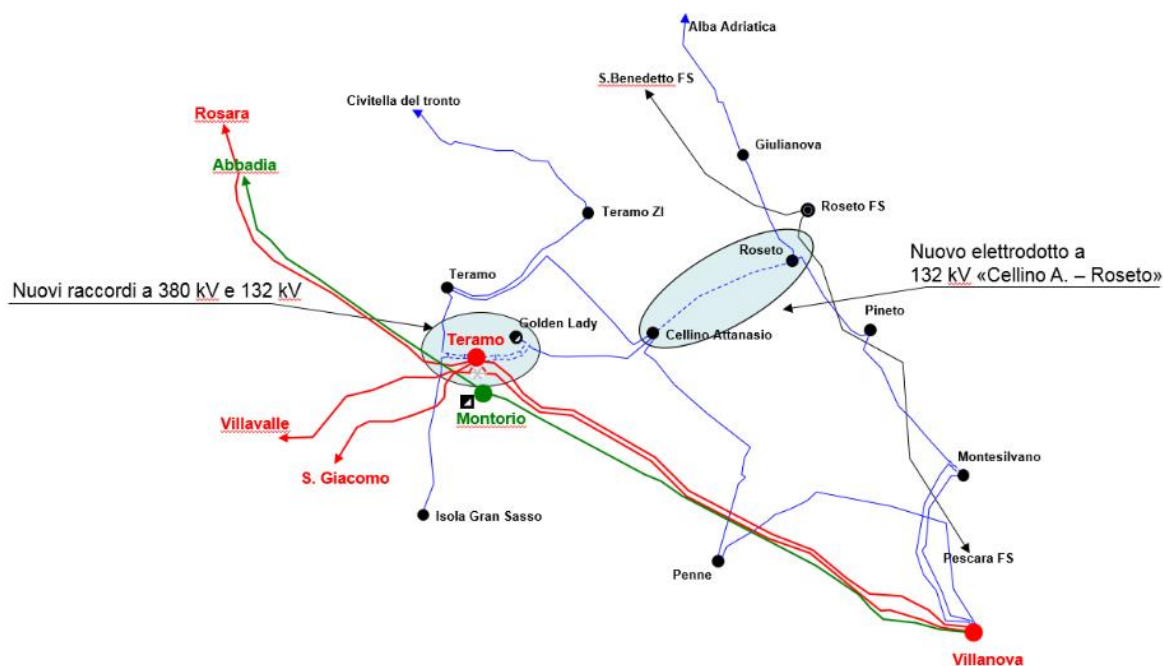 Alba Adriatica
S.Benedetto FS
Civitella del tronto
Rosara
Abbadia
Giulianova
Teramo ZI
Roseto FS
Roseto
Nuovo elettrodotto a
132 kV «Cellino A. – Roseto»
Teramo
Nuovi raccordi a 380 kV e 132 kV
Golden Lady
Pineto
Teramo
Cellino Attanasio
Villavalle
Montorio
S. Giacomo
Montesilvano
Isola Gran Sasso
Penne
Pescara FS
Villanova